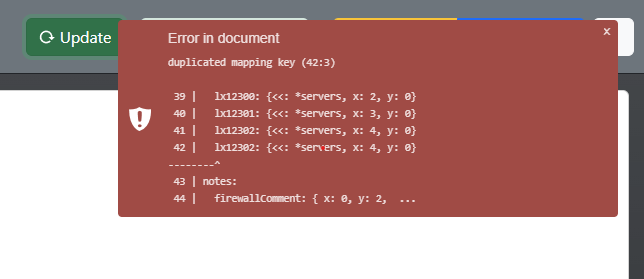 Update
x
Error in document
duplicated mapping key (42:3)
39 |   lx12300: {<<: *servers, x: 2, y: 0}
40 |   lx12301: {<<: *servers, x: 3, y: 0}
41 |   lx12302: {<<: *servers, x: 4, y: 0}
42 |   lx12302: {<<: *servers, x: 4, y: 0}
--------^
43 | notes:
44 |   firewallComment: { x: 0, y: 2,  ...